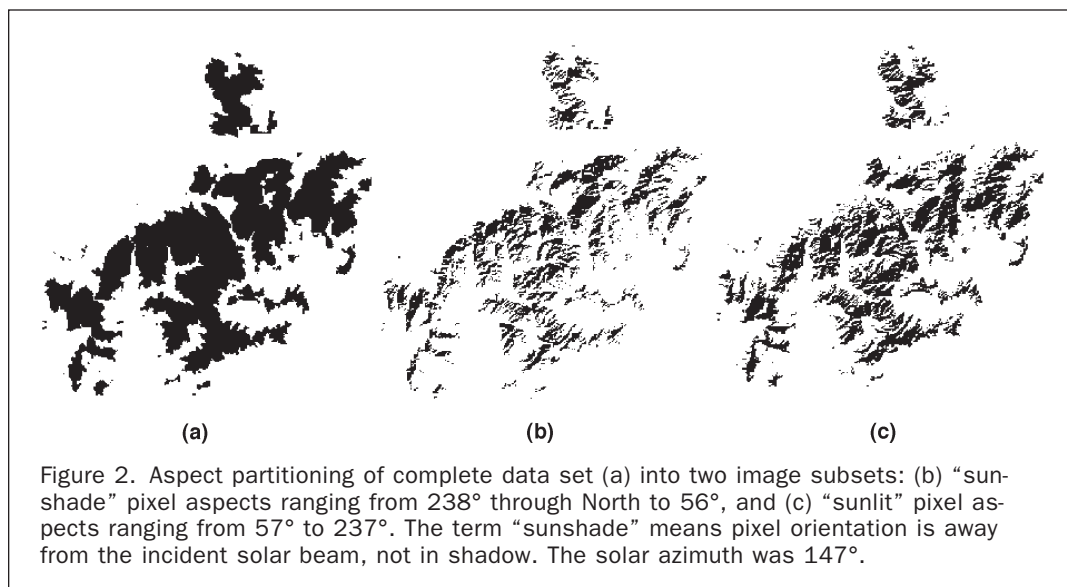 (a)
(b)
(c)
Figure 2. Aspect partitioning of complete data set (a) into two image subsets: (b) “sun-
shade” pixel aspects ranging from 238° through North to 56°, and (c) “sunlit” pixel as-
pects ranging from 57° to 237°. The term “sunshade” means pixel orientation is away
from the incident solar beam, not in shadow. The solar azimuth was 147°.